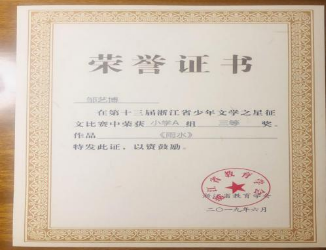 荣誉证书
在第十三届浙江省少年文学之星征
文比赛中荣获 小学A 组 三等 奖。
作品 《雨水》
特发此证，以资鼓励。
二〇一九年六月